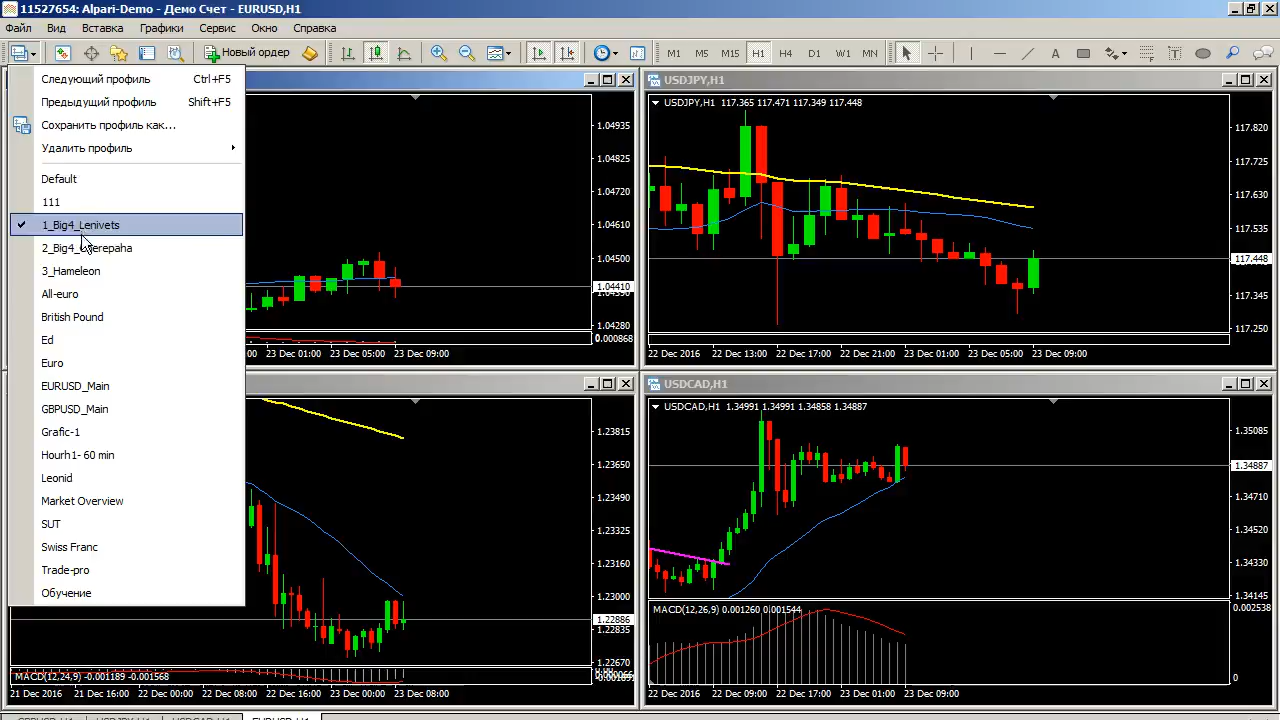 11527654: Alpari-Demo - Демо Счет - EURUSD,H1
Файл Вид Вставка Графики Сервис Окно Справка
Новый ордер M1 M5 M15 H1 H4 D1 W1 MN
Следующий профиль Ctrl+F5
Предыдущий профиль Shift+F5
Сохранить профиль как...
Удалить профиль
Default
111
1_Big4_Lenivets
2_Big4_ erepaha
3_Hameleon
All-euro
British Pound
Ed
Euro
EURUSD_Main
GBPUSD_Main
Grafic-1
Hourh1- 60 min
Leonid
Market Overview
SUT
Swiss Franc
Trade-pro
Обучение
1.04935
1.04825
1.04720
1.04610
1.04500
1.04410
1.04390
1.04280
0.000868
:00 23 Dec 01:00 23 Dec 05:00 23 Dec 09:00
USDJPY,H1
USDJPY,H1 117.365 117.471 117.349 117.448
117.820
117.725
117.630
117.535
117.448
117.345
117.250
22 Dec 2016 22 Dec 13:00 22 Dec 17:00 22 Dec 21:00 23 Dec 01:00 23 Dec 05:00 23 Dec 09:00
1.23815
1.23650
1.23490
1.23325
1.23160
1.23000
1.22886
1.22835
1.22670
MACD(12,24,9) -0.001189 -0.001568
21 Dec 2016 21 Dec 16:00 22 Dec 00:00 22 Dec 08:00 22 Dec 16:00 23 Dec 00:00 23 Dec 08:00
USDCAD,H1
USDCAD,H1 1.34991 1.34991 1.34858 1.34887
1.35085
1.34887
1.34710
1.34520
1.34330
1.34145
MACD(12,26,9) 0.001260 0.001544
0.002538
0
22 Dec 2016 22 Dec 09:00 22 Dec 17:00 23 Dec 01:00 23 Dec 09:00
GBPUSD,H1 USDJPY,H1 USDCAD,H1 EURUSD,H1